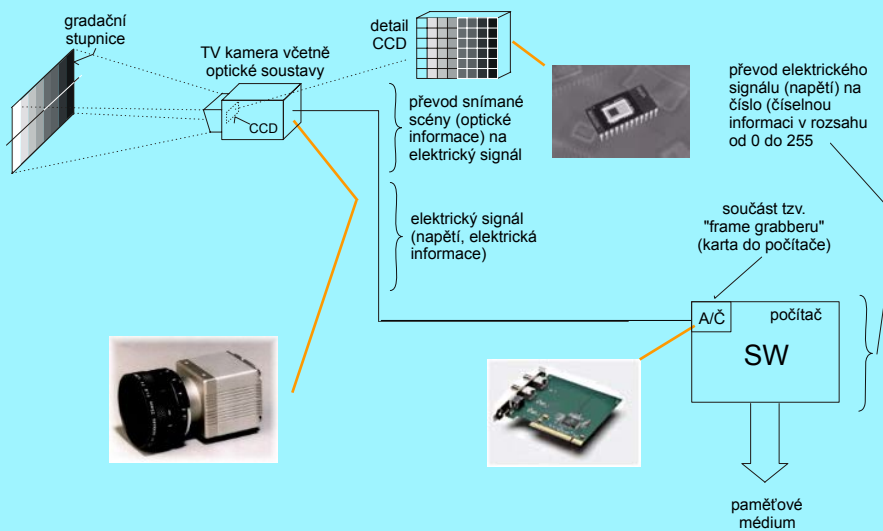 gradační
stupnice
TV kamera včetně
optické soustavy
CCD
detail
CCD
převod snímané
scény (optické
informace) na
elektrický signál
elektrický signál
(napětí, elektrická
informace)
převod elektrického
signálu (napětí) na
číslo (číselnou
informaci v rozsahu
od 0 do 255
součást tzv.
"frame grabberu"
(karta do počítače)
A/Č
počítač
SW
paměťové
médium